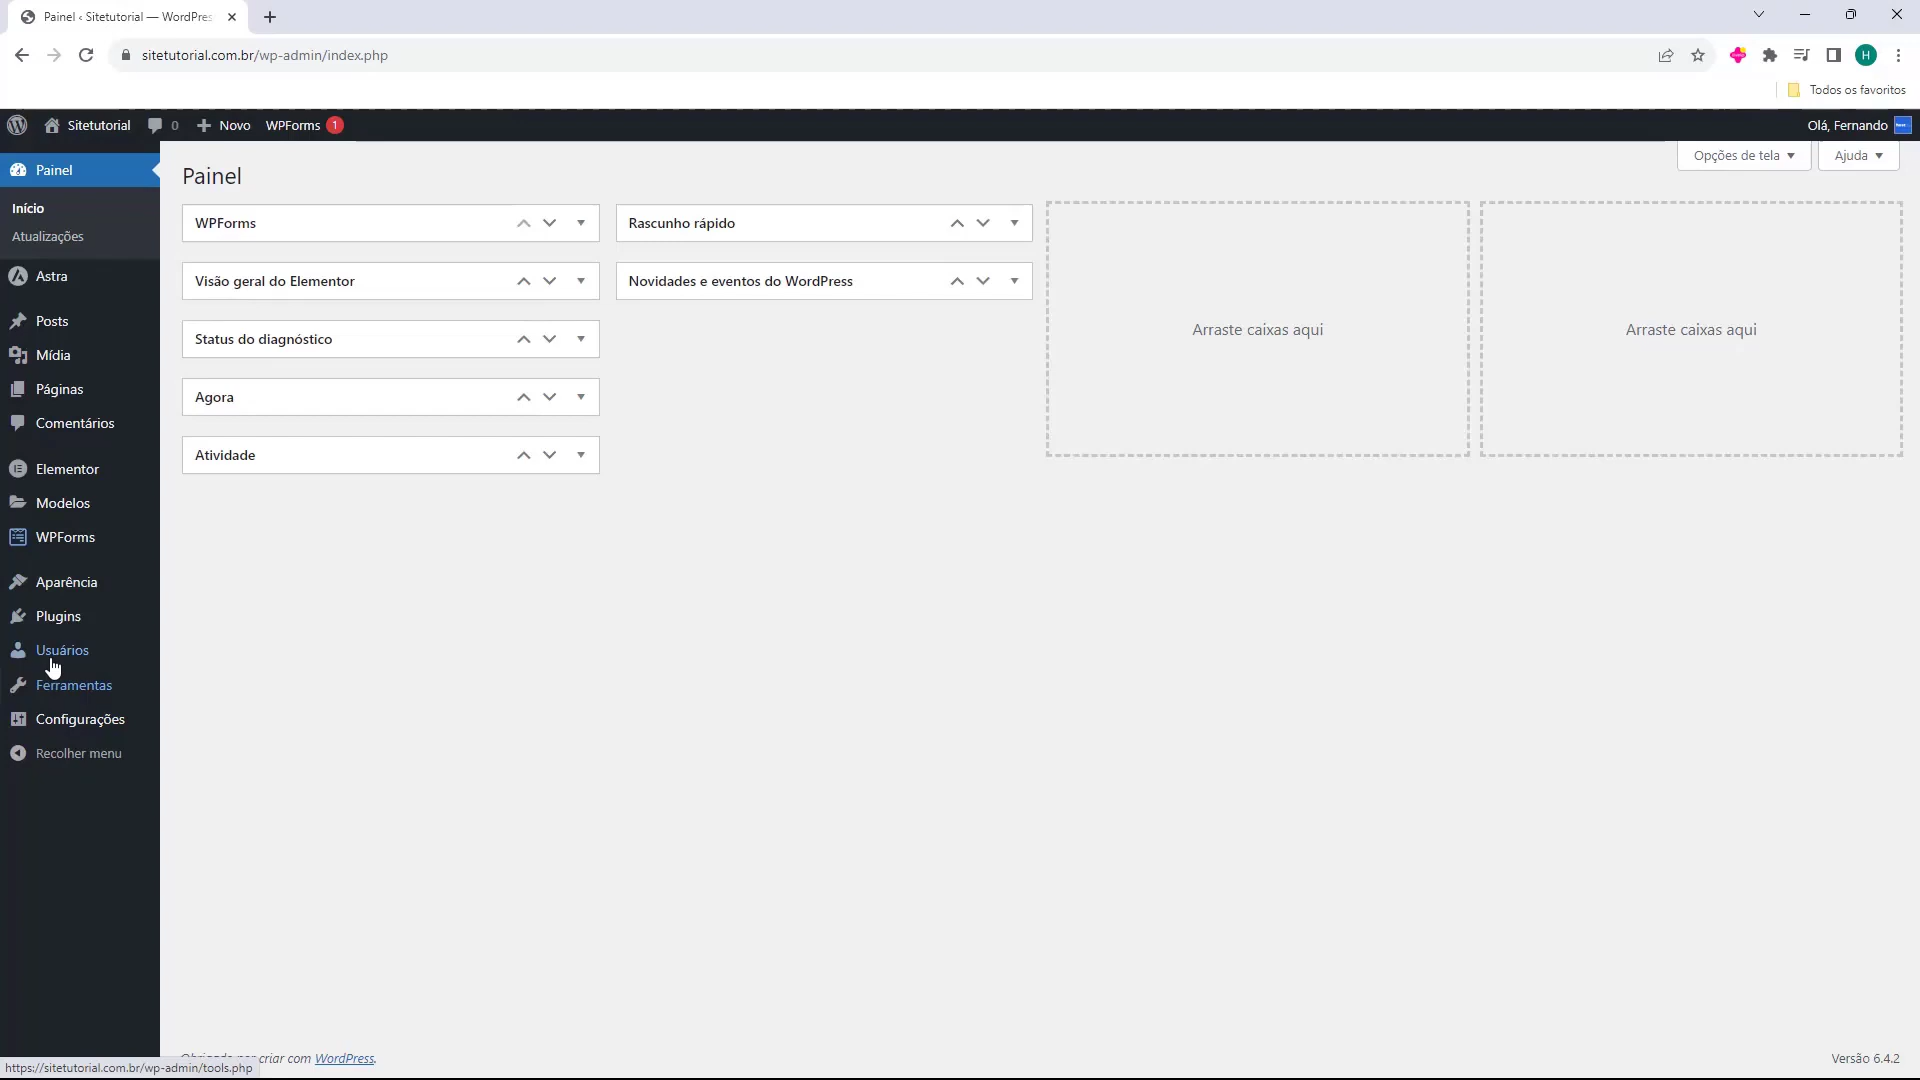 Painel ‹ Sitetutorial — WordPres
sitetutorial.com.br/wp-admin/index.php
H
Todos os favoritos
Sitetutorial 0 Novo WPForms 1
Olá, Fernando
Painel
Início
Atualizações
Astra
Posts
Mídia
Páginas
Comentários
Elementor
Modelos
WPForms
Aparência
Plugins
Usuários
Ferramentas
Configurações
Recolher menu
Opções de tela
Ajuda
Painel
WPForms
Visão geral do Elementor
Status do diagnóstico
Agora
Atividade
Rascunho rápido
Novidades e eventos do WordPress
Arraste caixas aqui
Arraste caixas aqui
criar com WordPress.
Versão 6.4.2
https://sitetutorial.com.br/wp-admin/tools.php